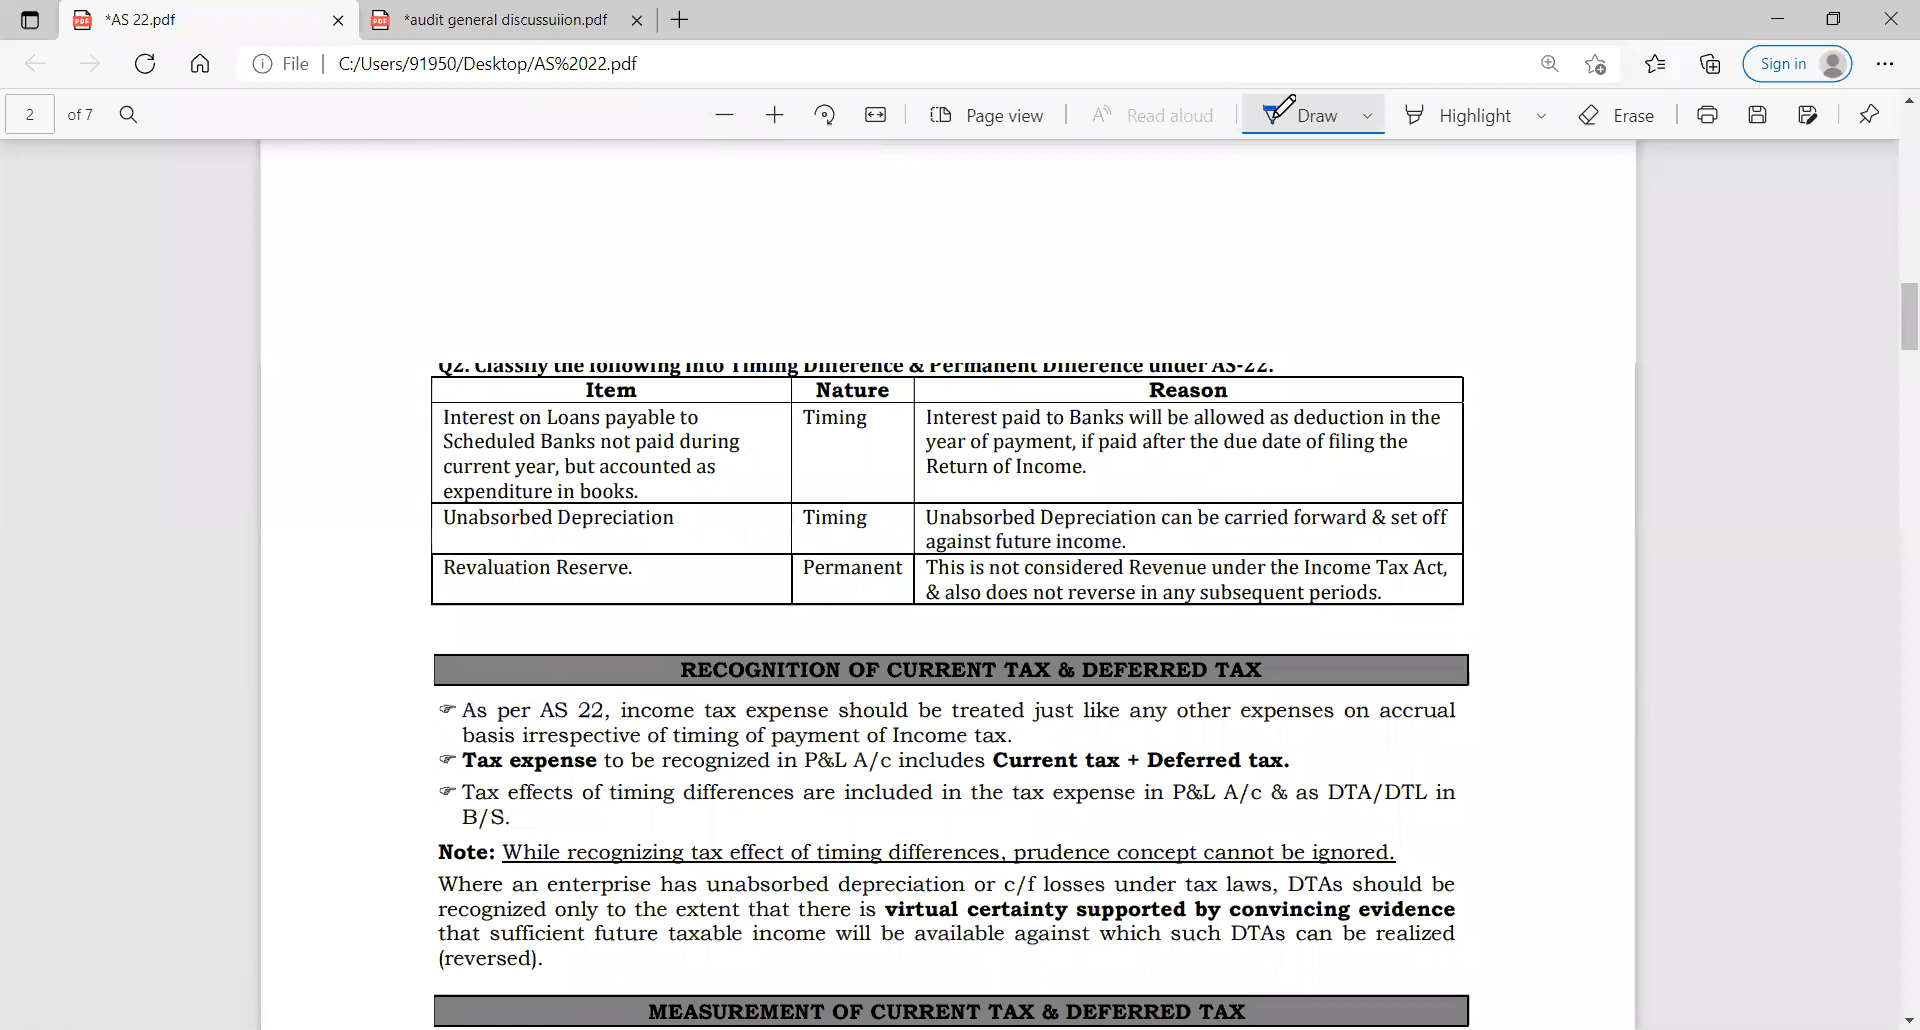 *AS 22.pdf
*audit general discussuiion.pdf
File
C:/Users/91950/Desktop/AS%2022.pdf
Sign in
2 of 7
Page view
Read aloud
Draw
Highlight
Erase
Q2. Classify the following into Timing Difference & Permanent Difference under AS-22.
Item Nature Reason
Interest on Loans payable to
Scheduled Banks not paid during
current year, but accounted as
expenditure in books.
Timing
Interest paid to Banks will be allowed as deduction in the
year of payment, if paid after the due date of filing the
Return of Income.
Unabsorbed Depreciation
Timing
Unabsorbed Depreciation can be carried forward & set off
against future income.
Revaluation Reserve.
Permanent
This is not considered Revenue under the Income Tax Act,
& also does not reverse in any subsequent periods.
RECOGNITION OF CURRENT TAX & DEFERRED TAX
☞ As per AS 22, income tax expense should be treated just like any other expenses on accrual
basis irrespective of timing of payment of Income tax.
☞ Tax expense to be recognized in P&L A/c includes Current tax + Deferred tax.
☞ Tax effects of timing differences are included in the tax expense in P&L A/c & as DTA/DTL in
B/S.
Note: While recognizing tax effect of timing differences, prudence concept cannot be ignored.
Where an enterprise has unabsorbed depreciation or c/f losses under tax laws, DTAs should be
recognized only to the extent that there is virtual certainty supported by convincing evidence
that sufficient future taxable income will be available against which such DTAs can be realized
(reversed).
MEASUREMENT OF CURRENT TAX & DEFERRED TAX